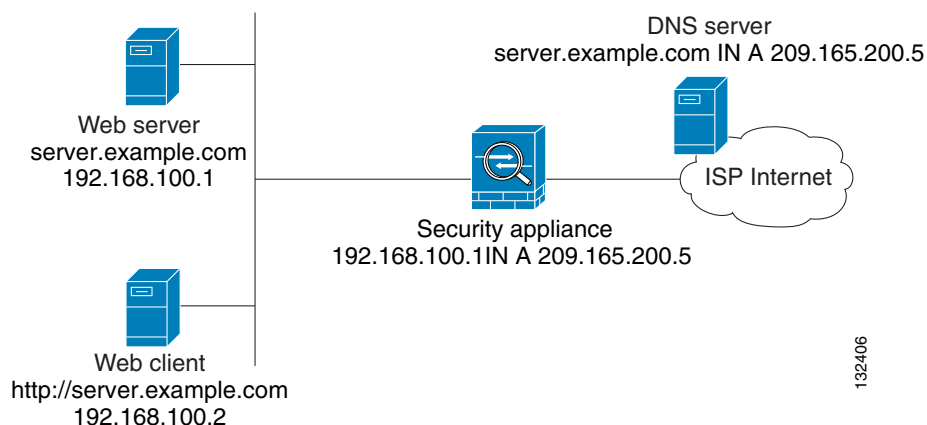 DNS server
server.example.com IN A 209.165.200.5
Web server
server.example.com
192.168.100.1
ISP Internet
Security appliance
192.168.100.1IN A 209.165.200.5
Web client
http://server.example.com
192.168.100.2
132406